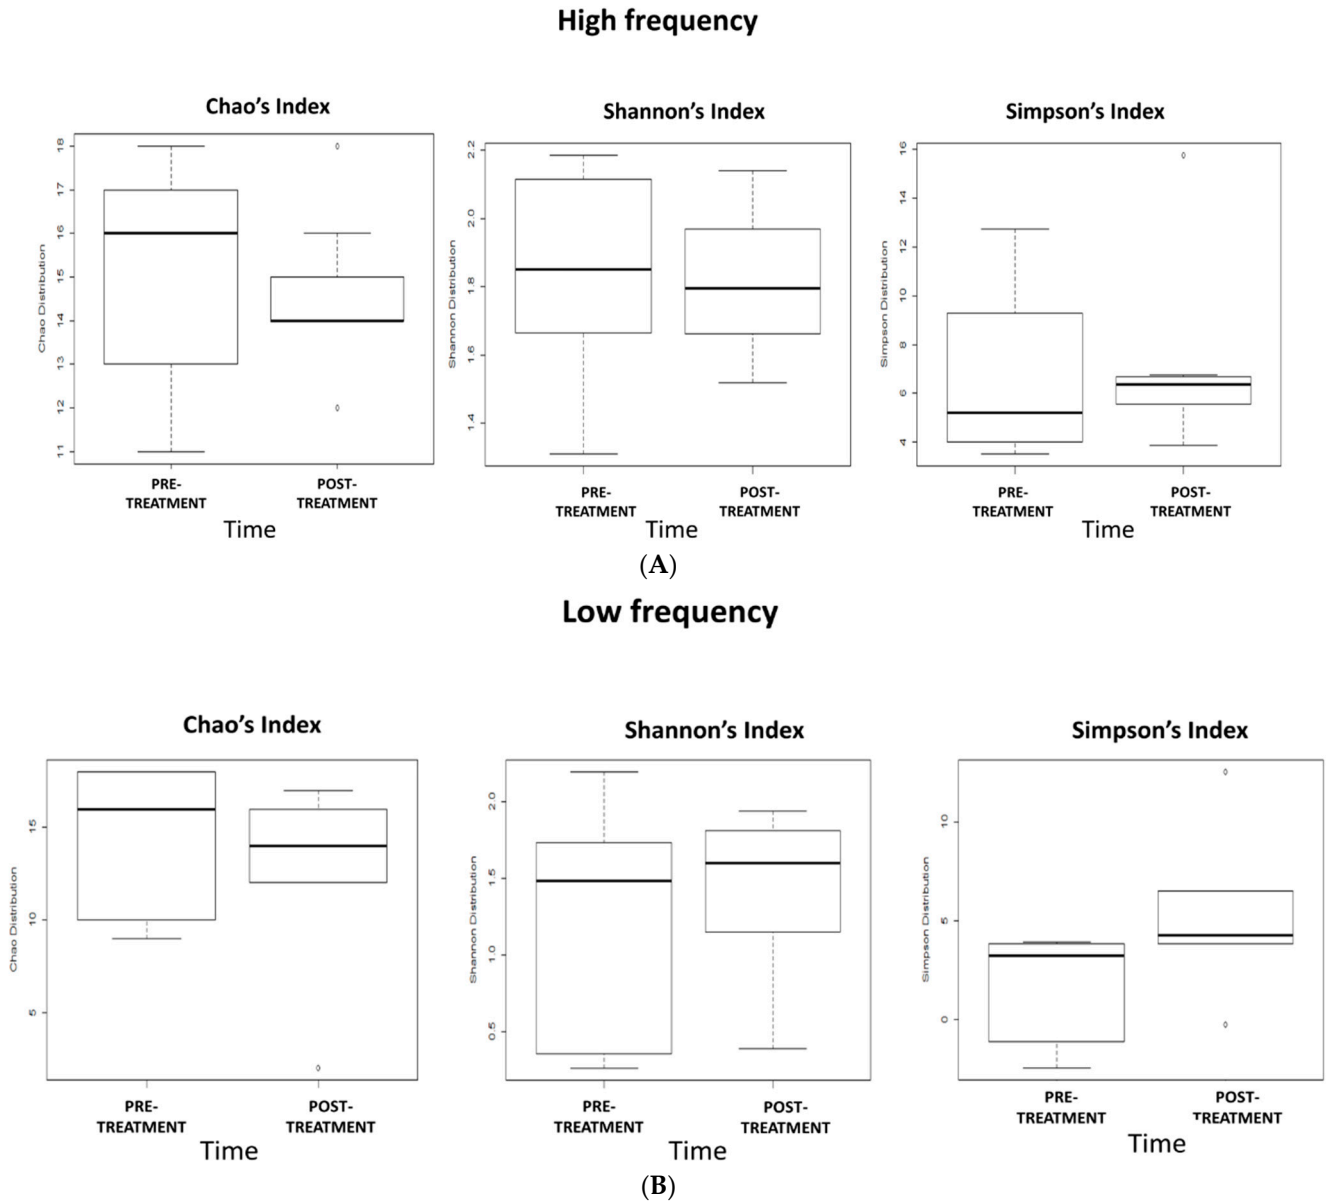 High frequency
Chao's Index
Shannon's Index
Simpson's Index
Chao Distribution
18
17
16
15
14
13
12
11
Shannon Distribution
2.2
2.0
1.8
1.6
1.4
Simpson Distribution
16
14
12
10
8
6
4
PRE-
TREATMENT
POST-
TREATMENT
PRE-
TREATMENT
POST-
TREATMENT
PRE-
TREATMENT
POST-
TREATMENT
Time
Time
Time
(A)
Low frequency
Chao's Index
Shannon's Index
Simpson's Index
Chao Distribution
15
10
5
Shannon Distribution
2.0
1.5
1.0
0.5
Simpson Distribution
10
5
0
PRE-
TREATMENT
POST-
TREATMENT
PRE-
TREATMENT
POST-
TREATMENT
PRE-
TREATMENT
POST-
TREATMENT
Time
Time
Time
(B)